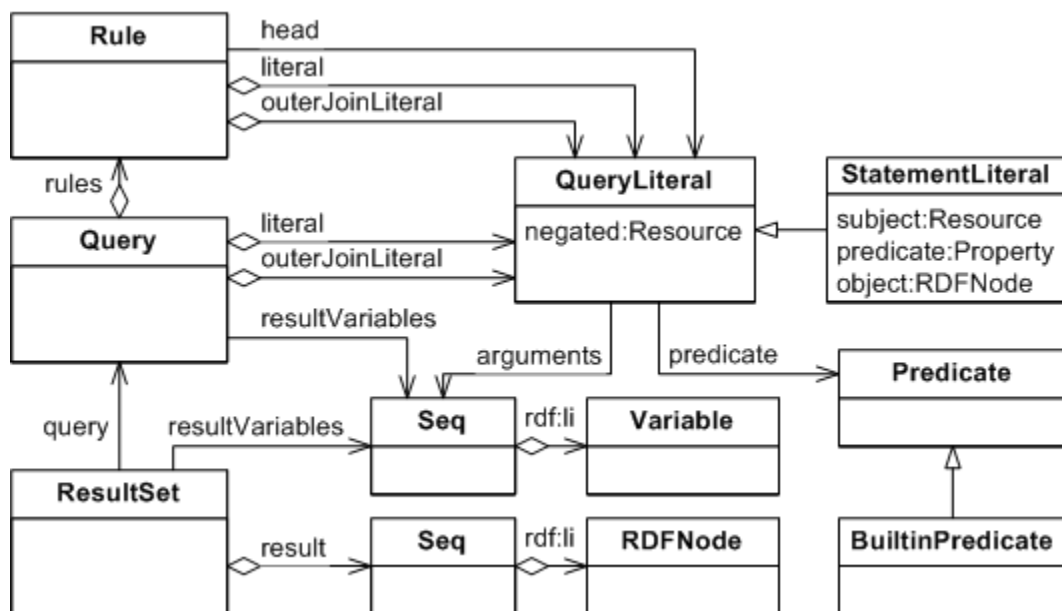 Rule
head
literal
outerJoinLiteral
rules
QueryLiteral
negated:Resource
StatementLiteral
subject:Resource
predicate:Property
object:RDFNode
Query
literal
outerJoinLiteral
resultVariables
arguments
predicate
Predicate
query
resultVariables
Seq
rdf:li
Variable
ResultSet
result
Seq
rdf:li
RDFNode
BuiltinPredicate